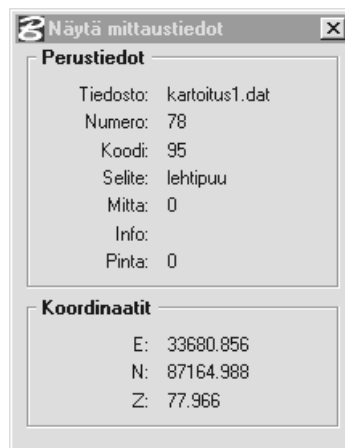 Näytä mittaustiedot
Perustiedot
Tiedosto: kartoitus1.dat
Numero: 78
Koodi: 95
Selite: lehtipuu
Mitta: 0
Info:
Pinta: 0
Koordinaatit
E: 33680.856
N: 87164.988
Z: 77.966